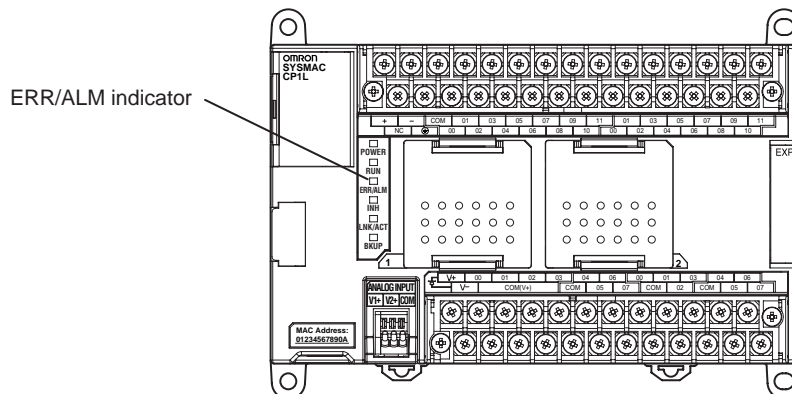 ERR/ALM indicator
OMRON
SYSMAC
CP1L
+ − COM 01 03 05 07 09 11 01 03 05 07 09 11
NC 00 02 04 06 08 10 00 02 04 06 08 10
POWER
RUN
ERR/ALM
INH
LNK/ACT
BKUP
EXP
1
2
V+ 00 01 02 03 04 06 00 01 03 04 06
V− COM(V+) COM 05 07 COM 02 COM 05 07
ANALOG INPUT
V1+ V2+ COM
MAC Address:
01234567890A